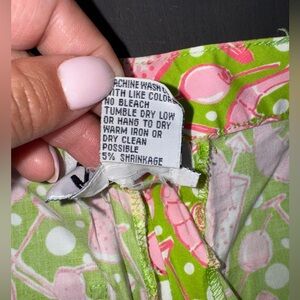 MACHINE WASH
WITH LIKE COLOR
NO BLEACH
TUMBLE DRY LOW
OR HANG TO DRY
WARM IRON OR
DRY CLEAN
POSSIBLE
5% SHRINKAGE